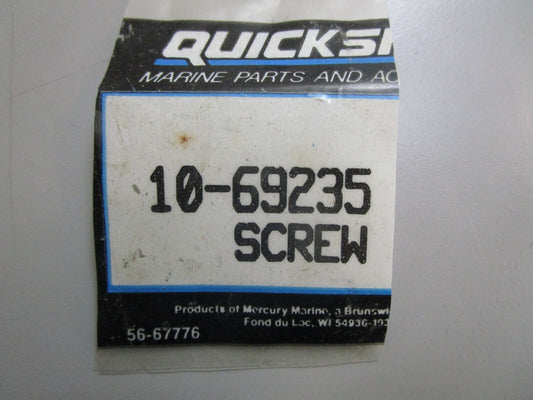 QUICKSI
MARINE PARTS AND AC
10-69235
SCREW
Products of Mercury Marine, a Brunswi
Fond du Lac, WI 54936-193
56-67776